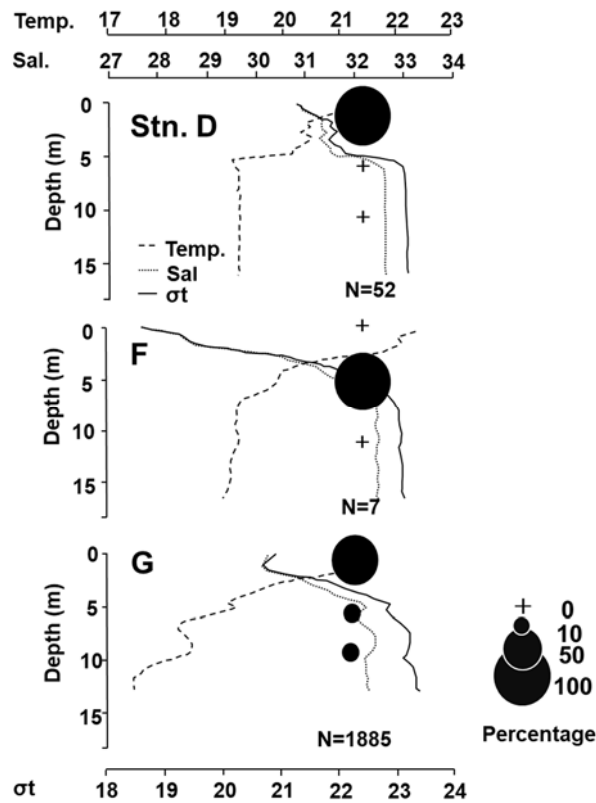 Temp. 17 18 19 20 21 22 23
Sal. 27 28 29 30 31 32 33 34
0
Stn. D
5
10
15
Depth (m)
Temp.
Sal
σt
N=52
0
F
5
10
15
Depth (m)
N=7
0
G
5
10
15
Depth (m)
N=1885
0
10
50
100
Percentage
σt 18 19 20 21 22 23 24